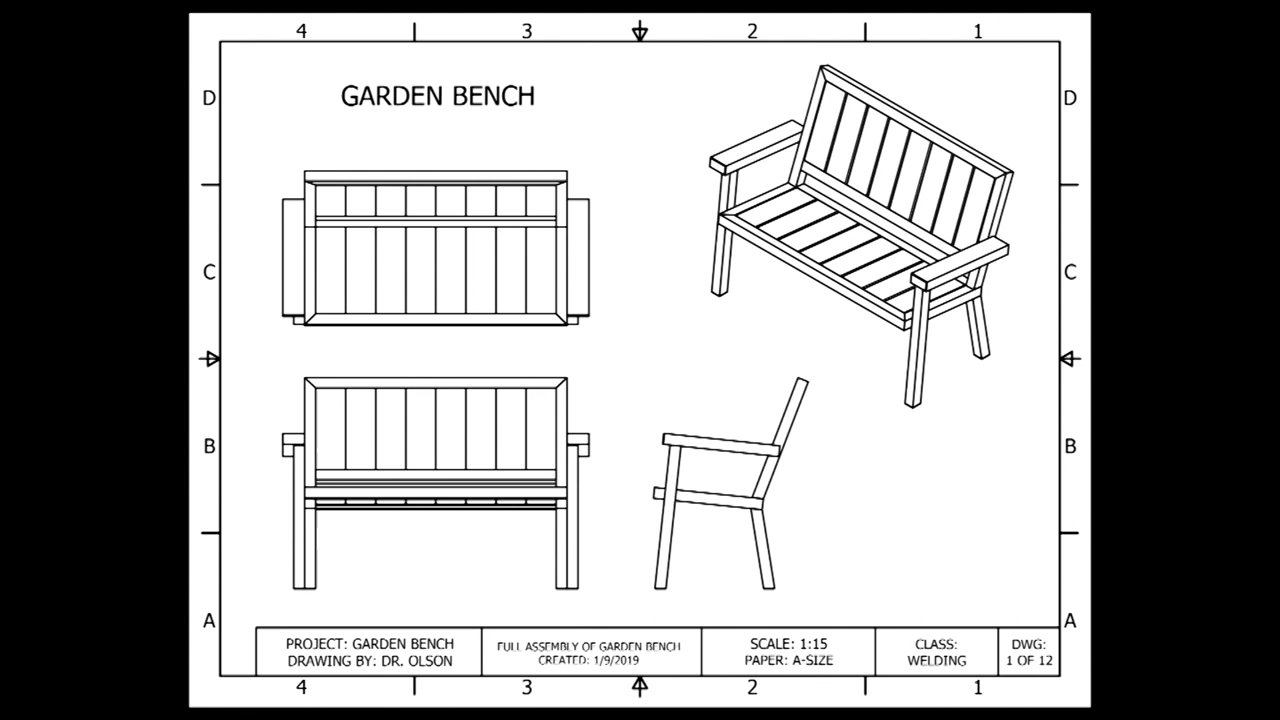 4 3 2 1
D D
GARDEN BENCH
C C
B B
A A
PROJECT: GARDEN BENCH
DRAWING BY: DR. OLSON
FULL ASSEMBLY OF GARDEN BENCH
CREATED: 1/9/2019
SCALE: 1:15
PAPER: A-SIZE
CLASS:
WELDING
DWG:
1 OF 12
4 3 2 1